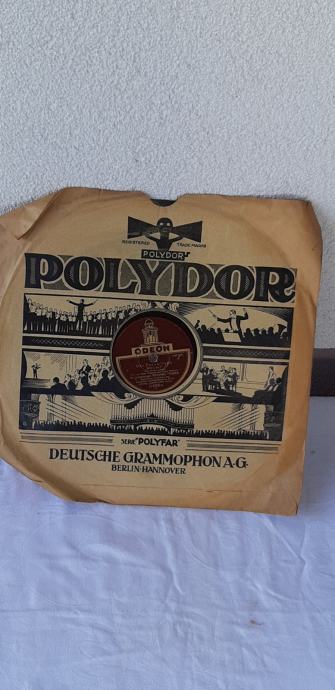 REGISTERED TRADE MARK
POLYDOR
POLYDOR
ODEON
SERIE "POLYFAR"
DEUTSCHE GRAMMOPHON A.G.
BERLIN-HANNOVER